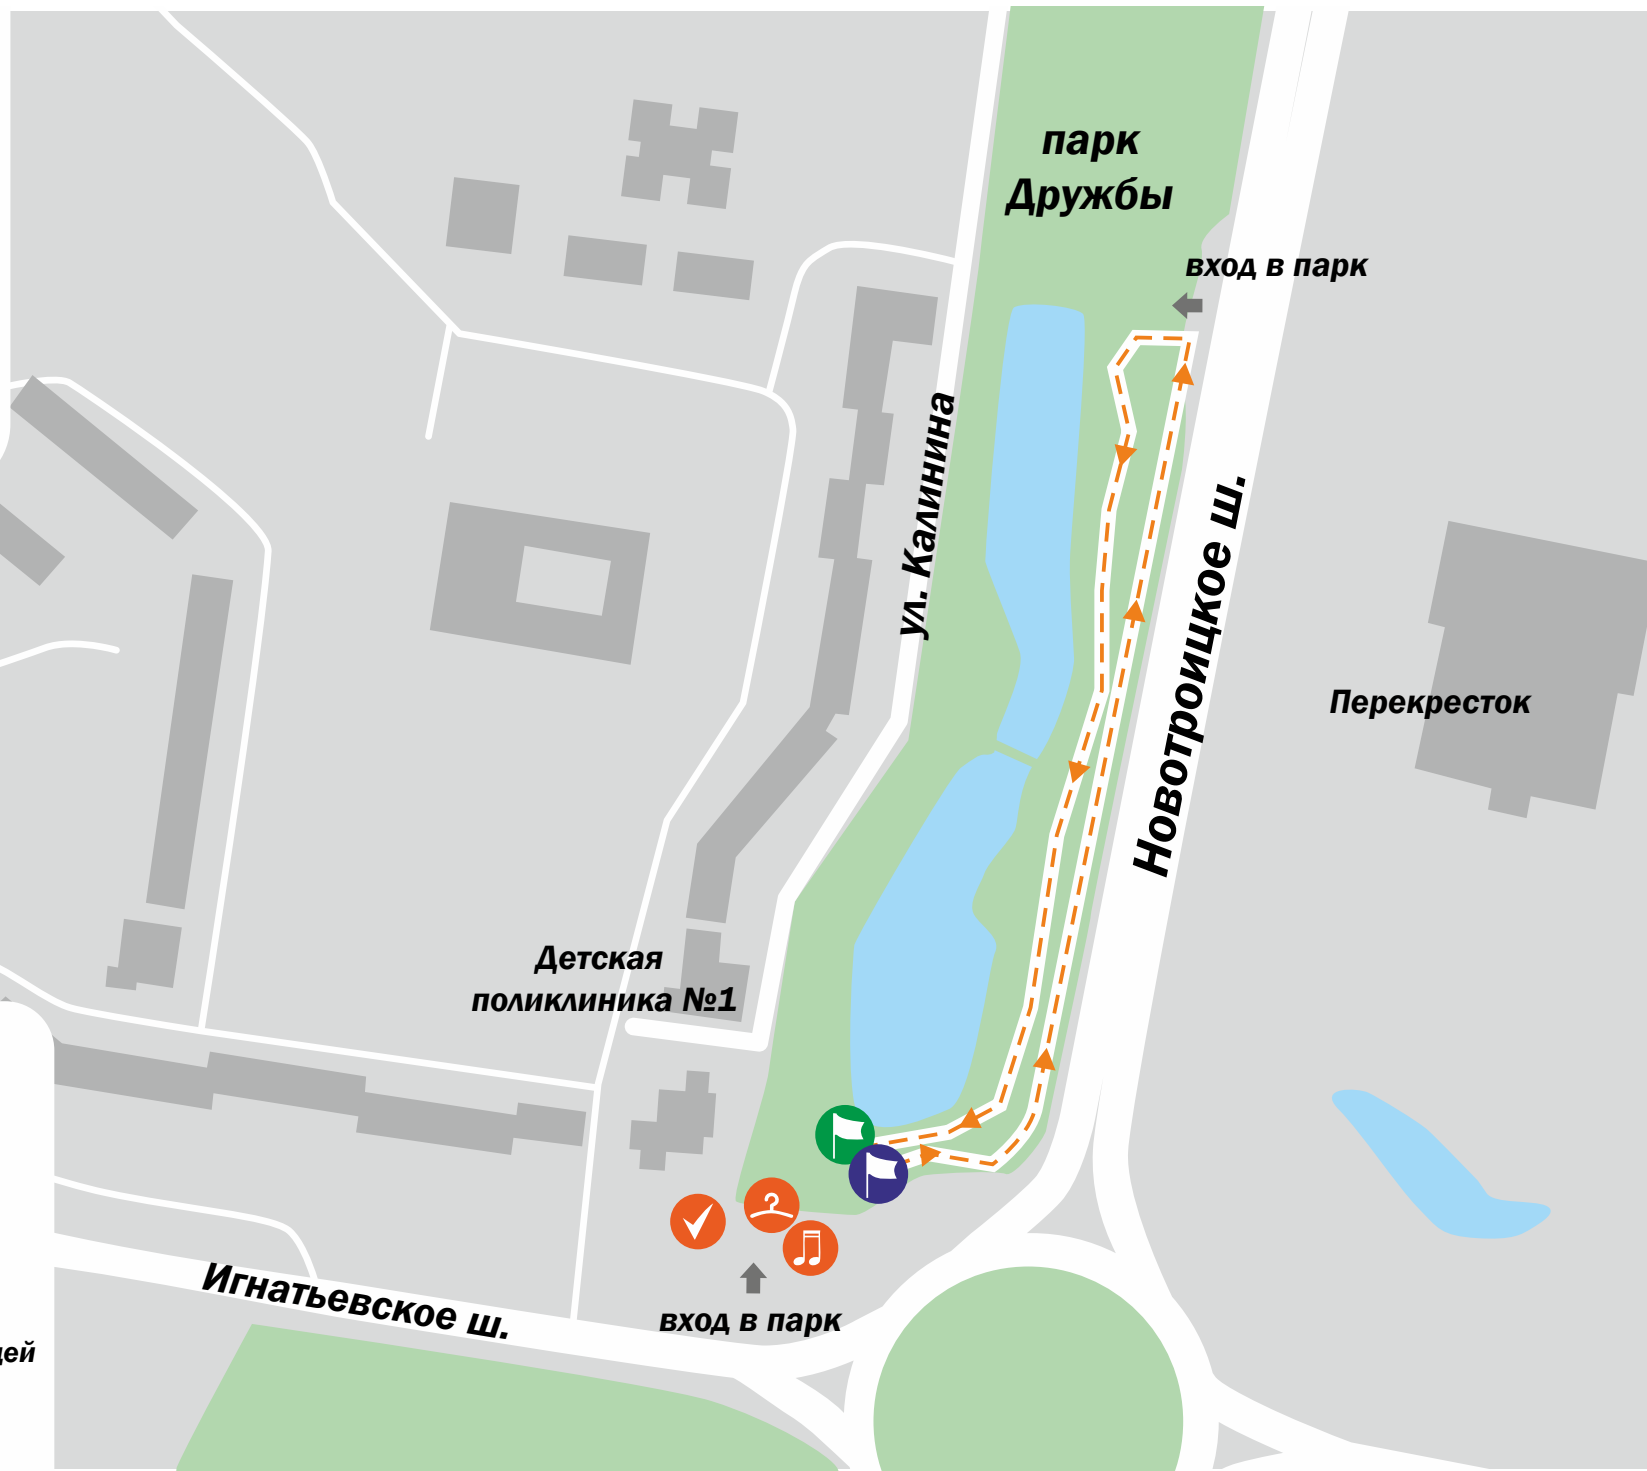 парк
Дружбы
вход в парк
ул. Калинина
Новотроицкое ш.
Перекресток
Детская
поликлиника №1
Игнатьевское ш.
вход в парк